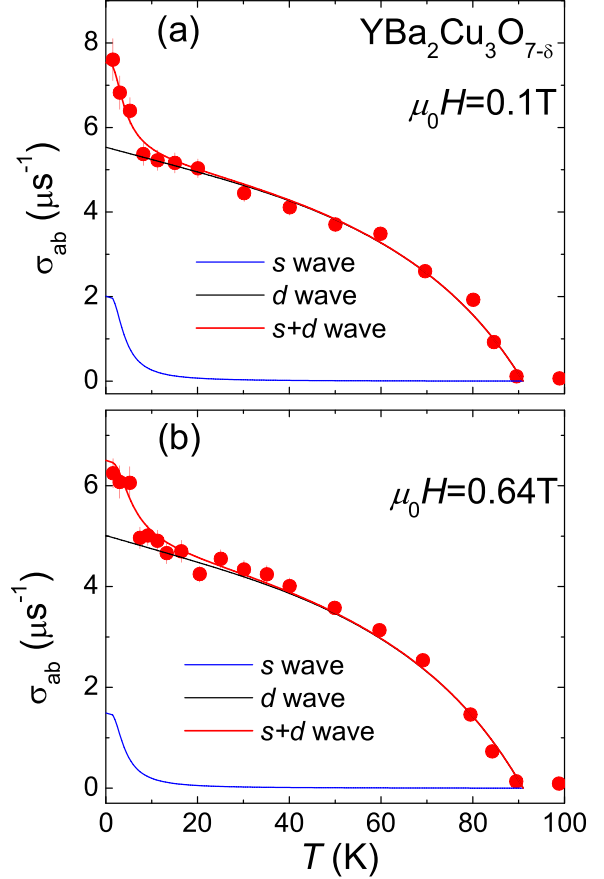 (a)
YBa₂Cu₃O₇₋δ
μ₀H=0.1T
8
6
4
2
0
σab (μs⁻¹)
s wave
d wave
s+d wave
(b)
μ₀H=0.64T
6
4
2
0
σab (μs⁻¹)
s wave
d wave
s+d wave
0 20 40 60 80 100
T (K)